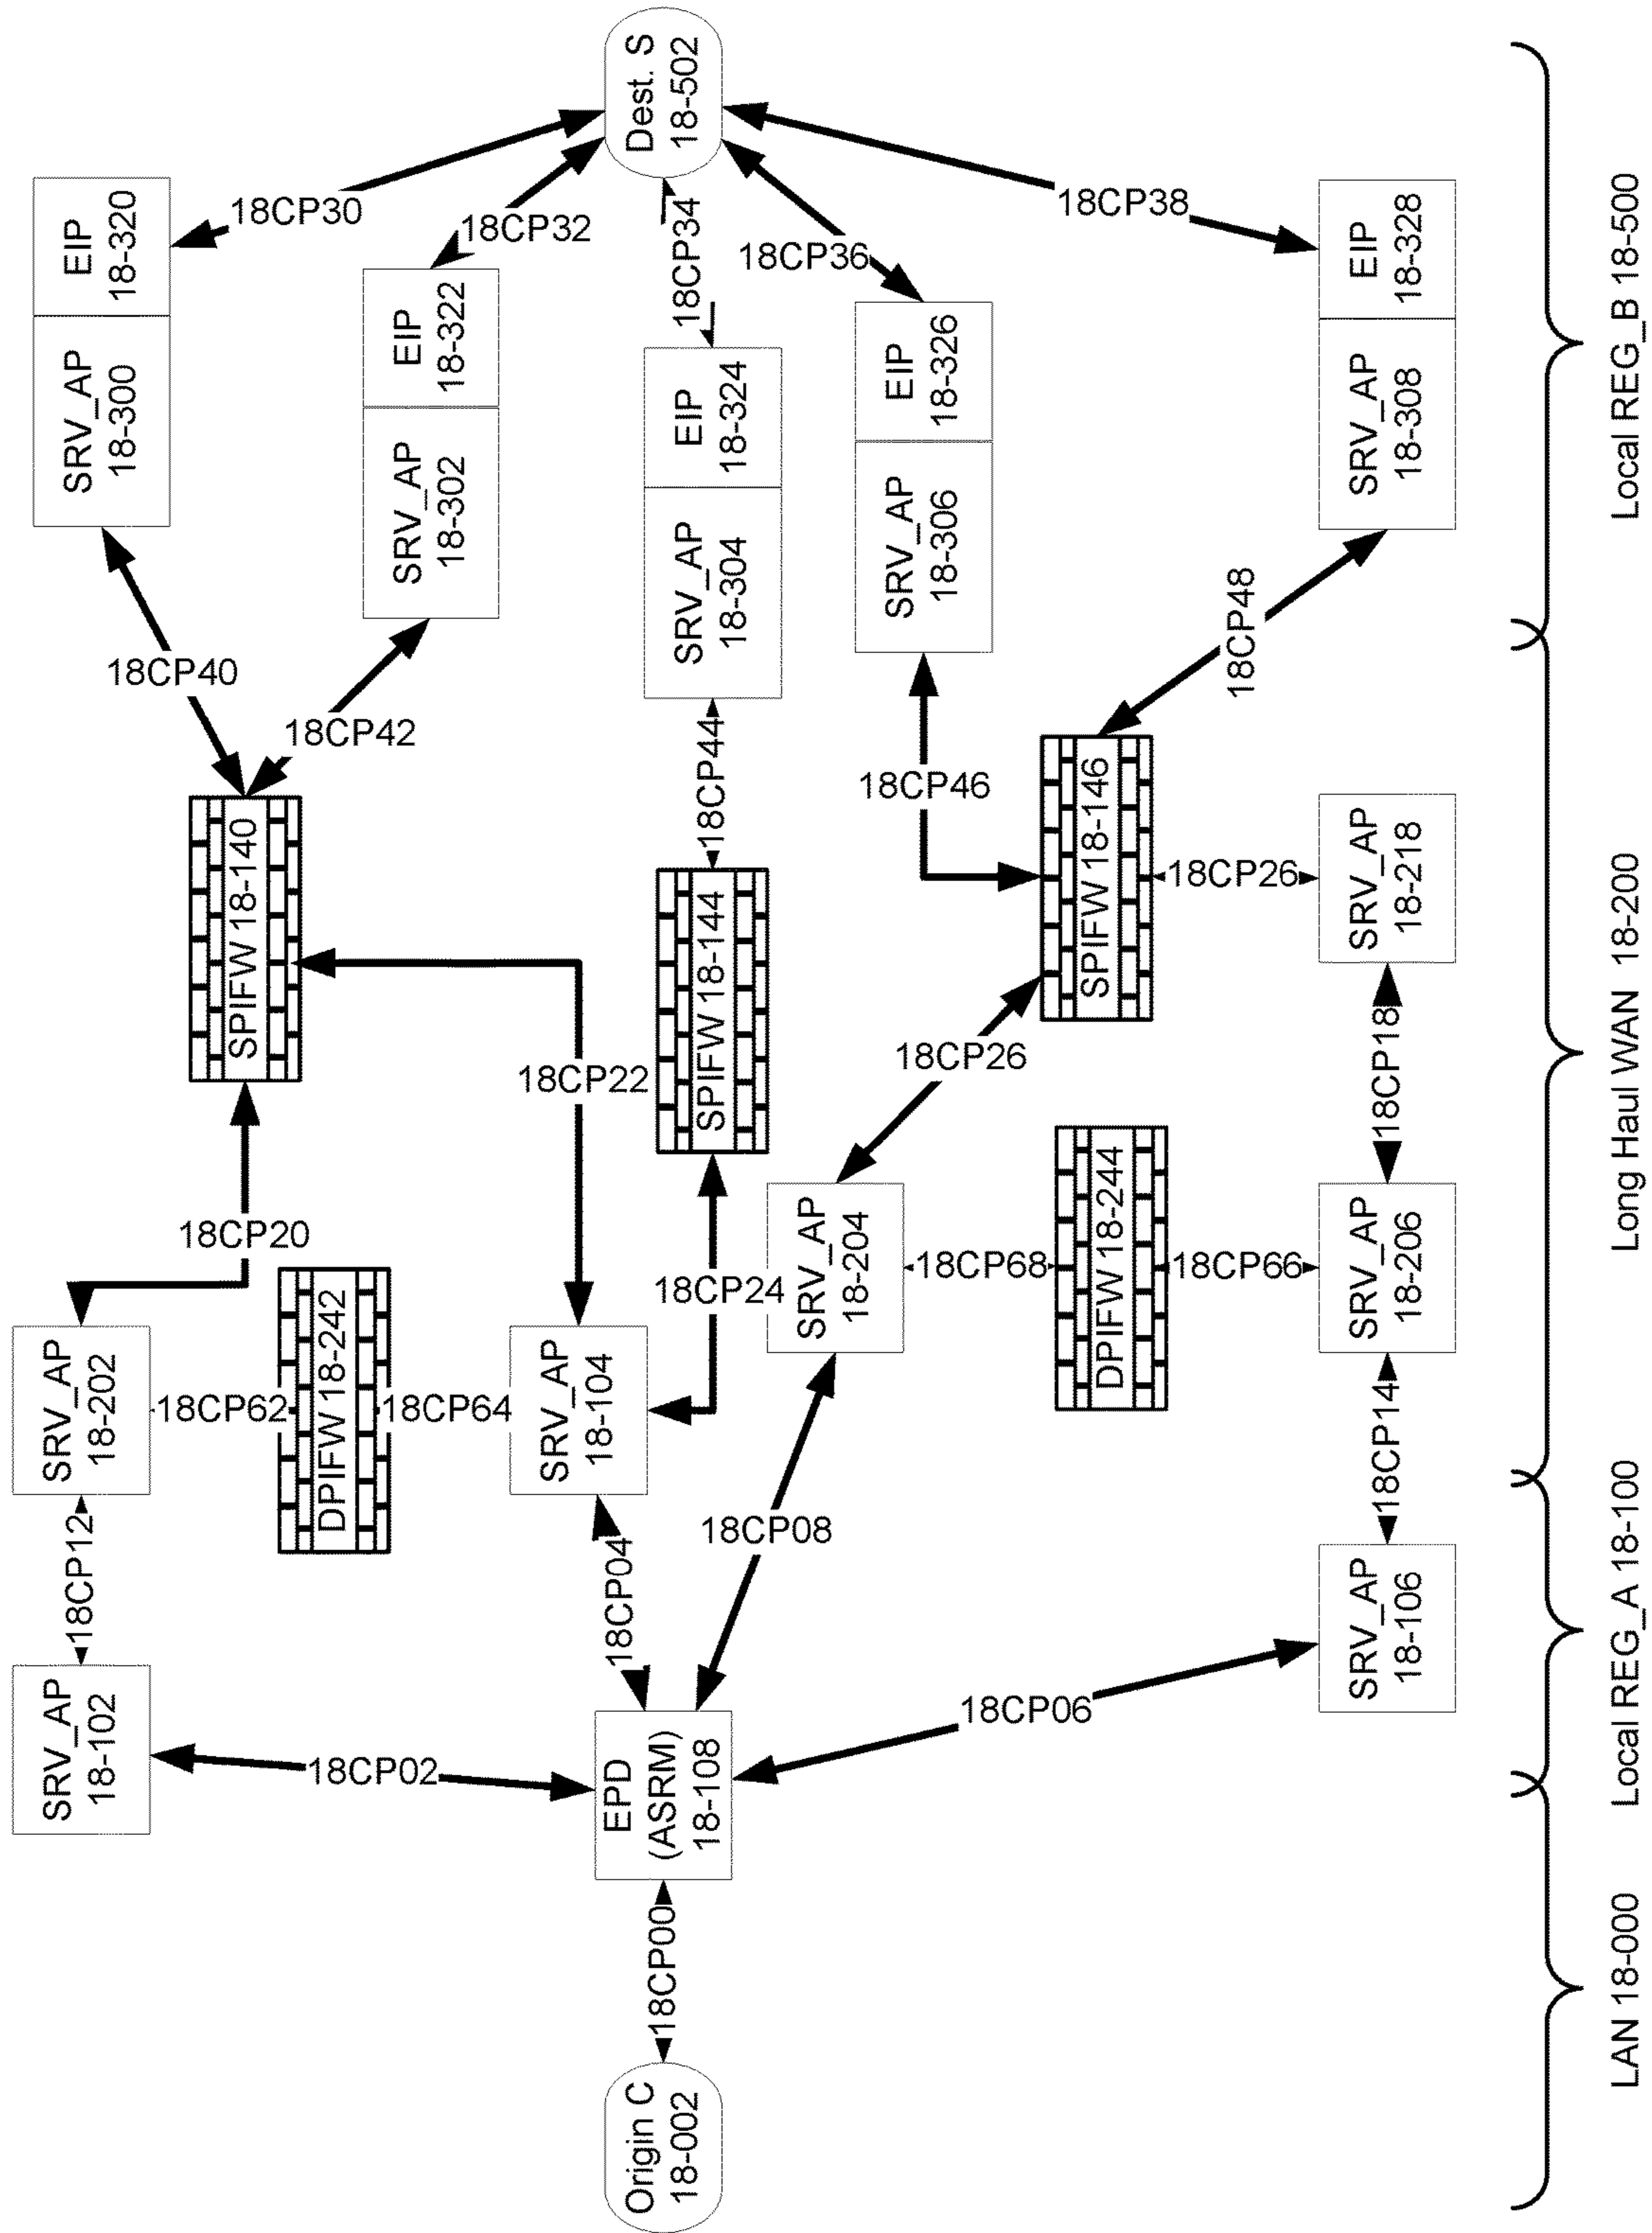 Origin C
18-002
18CP00
EPD
(ASRM)
18-108
18CP02
18CP04
18CP08
18CP06
SRV_AP
18-102
18CP12
SRV_AP
18-202
18CP62
DPIFW 18-242
18CP64
SRV_AP
18-104
18CP20
18CP22
18CP24
SPIFW 18-140
SPIFW 18-144
SRV_AP
18-204
18CP26
18CP68
DPIFW 18-244
18CP66
SRV_AP
18-106
18CP14
SRV_AP
18-206
18CP18
SRV_AP
18-218
18CP26
SPIFW 18-146
18CP40
18CP42
18CP44
18CP46
18CP48
SRV_AP
18-300
EIP
18-320
SRV_AP
18-302
EIP
18-322
SRV_AP
18-304
EIP
18-324
SRV_AP
18-306
EIP
18-326
SRV_AP
18-308
EIP
18-328
18CP30
18CP32
18CP34
18CP36
18CP38
Dest. S
18-502
LAN 18-000
Local REG_A 18-100
Long Haul WAN 18-200
Local REG_B 18-500